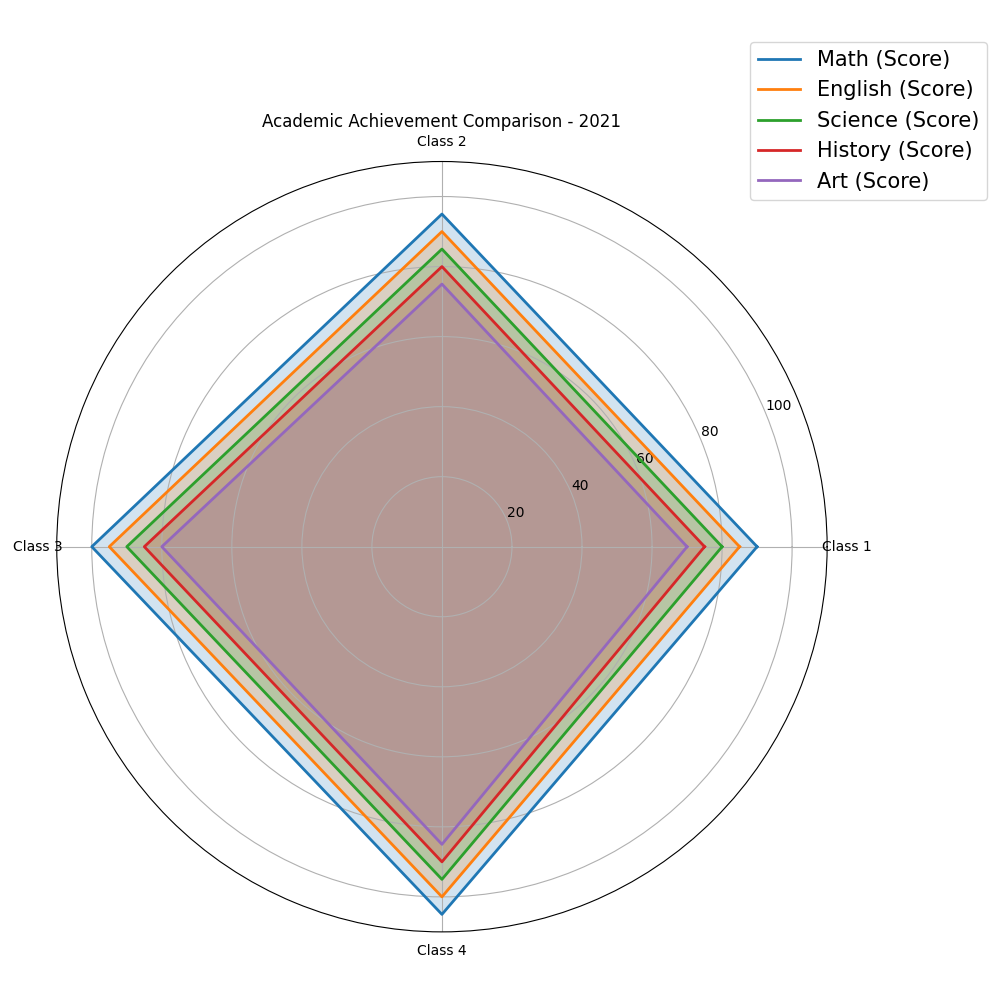 Math (Score)
English (Score)
Science (Score)
History (Score)
Art (Score)
Academic Achievement Comparison - 2021
Class 2
100
80
60
40
20
Class 3
Class 1
Class 4